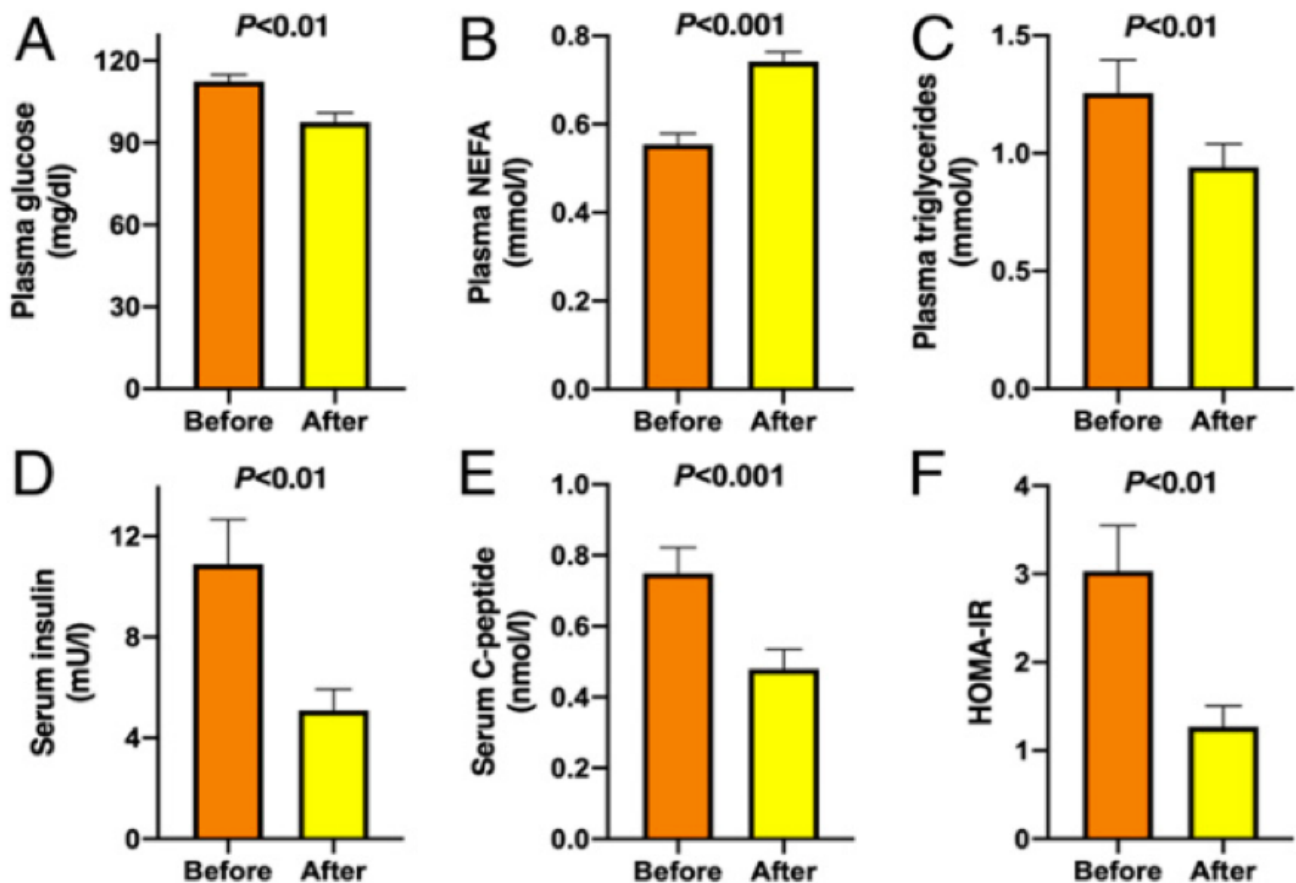 A
P<0.01
Plasma glucose
(mg/dl)
120
90
60
30
0
Before After
B
P<0.001
Plasma NEFA
(mmol/l)
0.8
0.6
0.4
0.2
0.0
Before After
C
P<0.01
Plasma triglycerides
(mmol/l)
1.5
1.0
0.5
0.0
Before After
D
P<0.01
Serum insulin
(mU/l)
12
8
4
0
Before After
E
P<0.001
Serum C-peptide
(nmol/l)
1.0
0.8
0.6
0.4
0.2
0.0
Before After
F
P<0.01
HOMA-IR
4
3
2
1
0
Before After